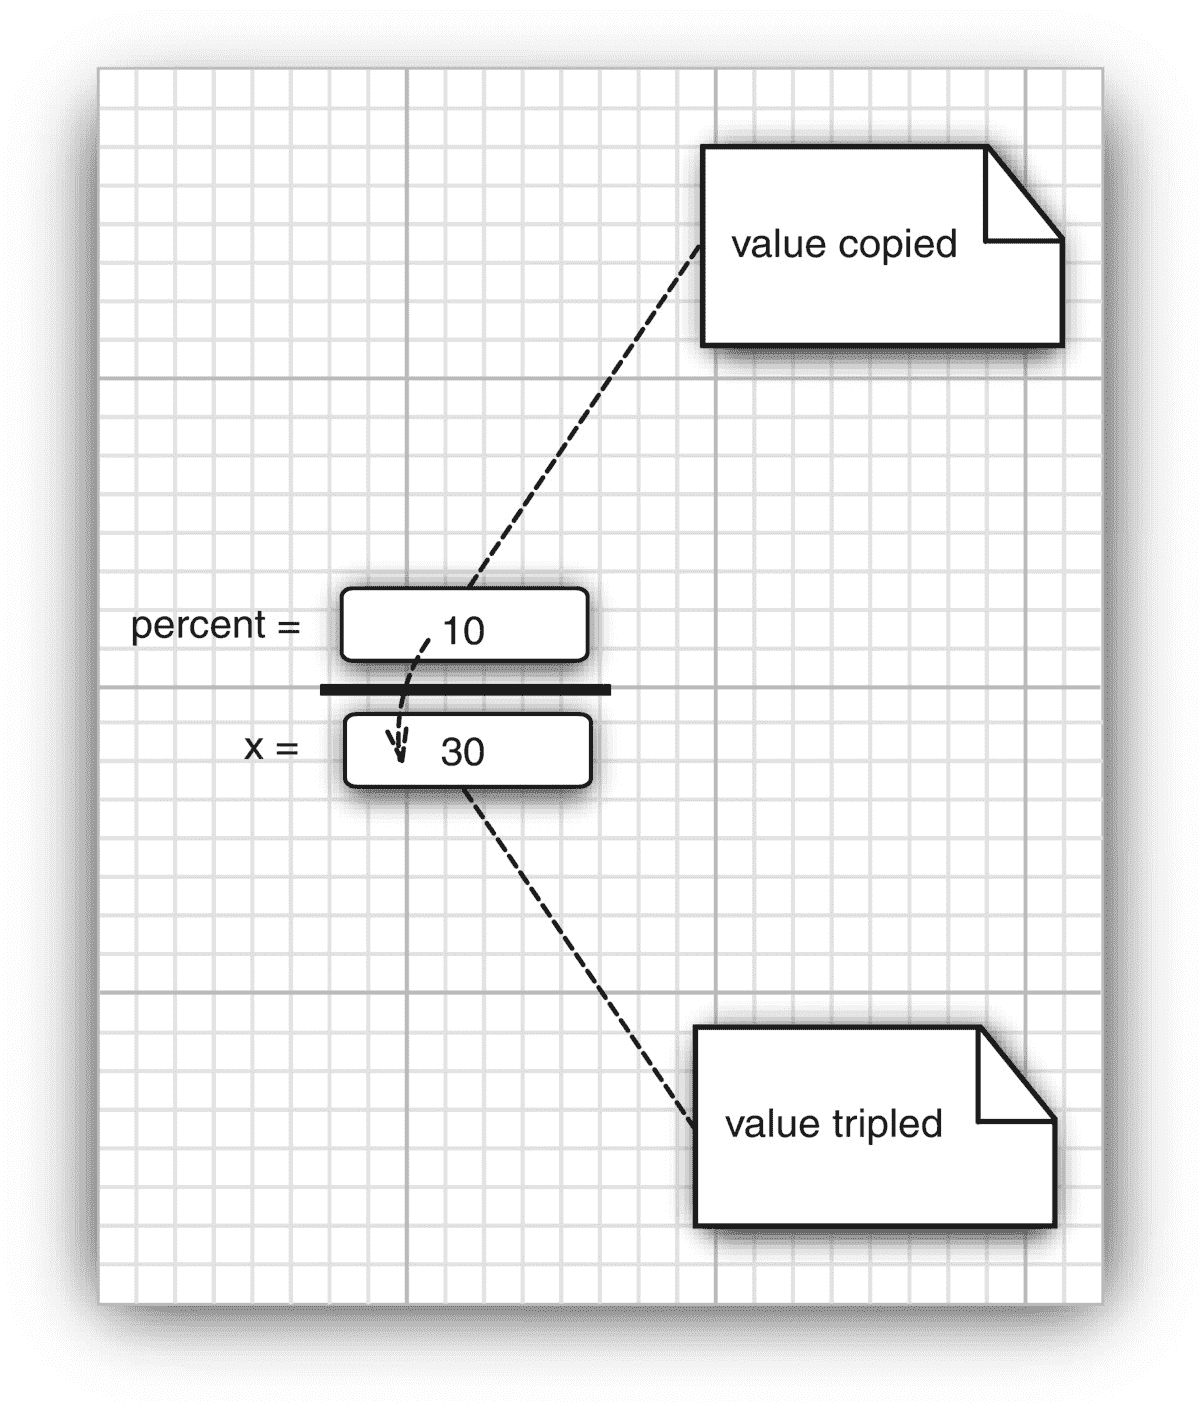 value copied
percent =
10
x =
30
value tripled